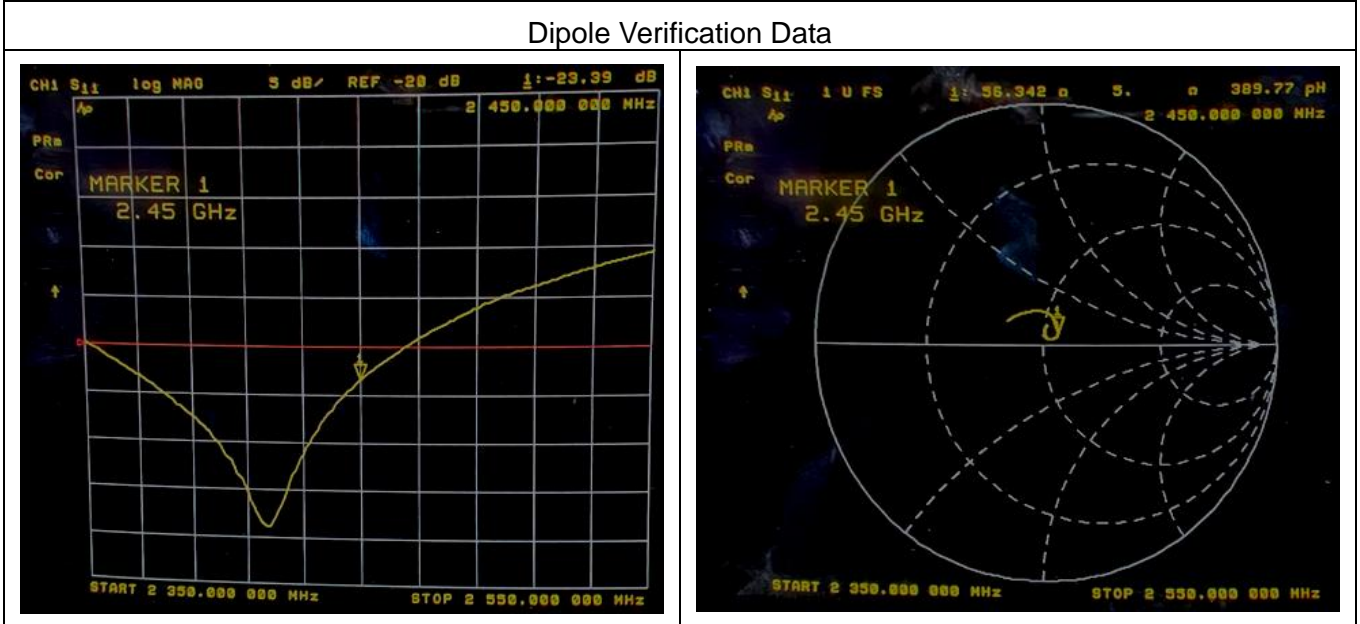 Dipole Verification Data
CH1 S11 log MAG 5 dB/ REF -20 dB 1:-23.39 dB
hp
2 450.000 000 MHz
PRm
Cor
MARKER 1
2.45 GHz
START 2 350.000 000 MHz STOP 2 550.000 000 MHz
CH1 S11 1 U FS 1: 56.342 Ω 5. Ω 389.77 pH
hp
2 450.000 000 MHz
PRm
Cor
MARKER 1
2.45 GHz
START 2 350.000 000 MHz STOP 2 550.000 000 MHz